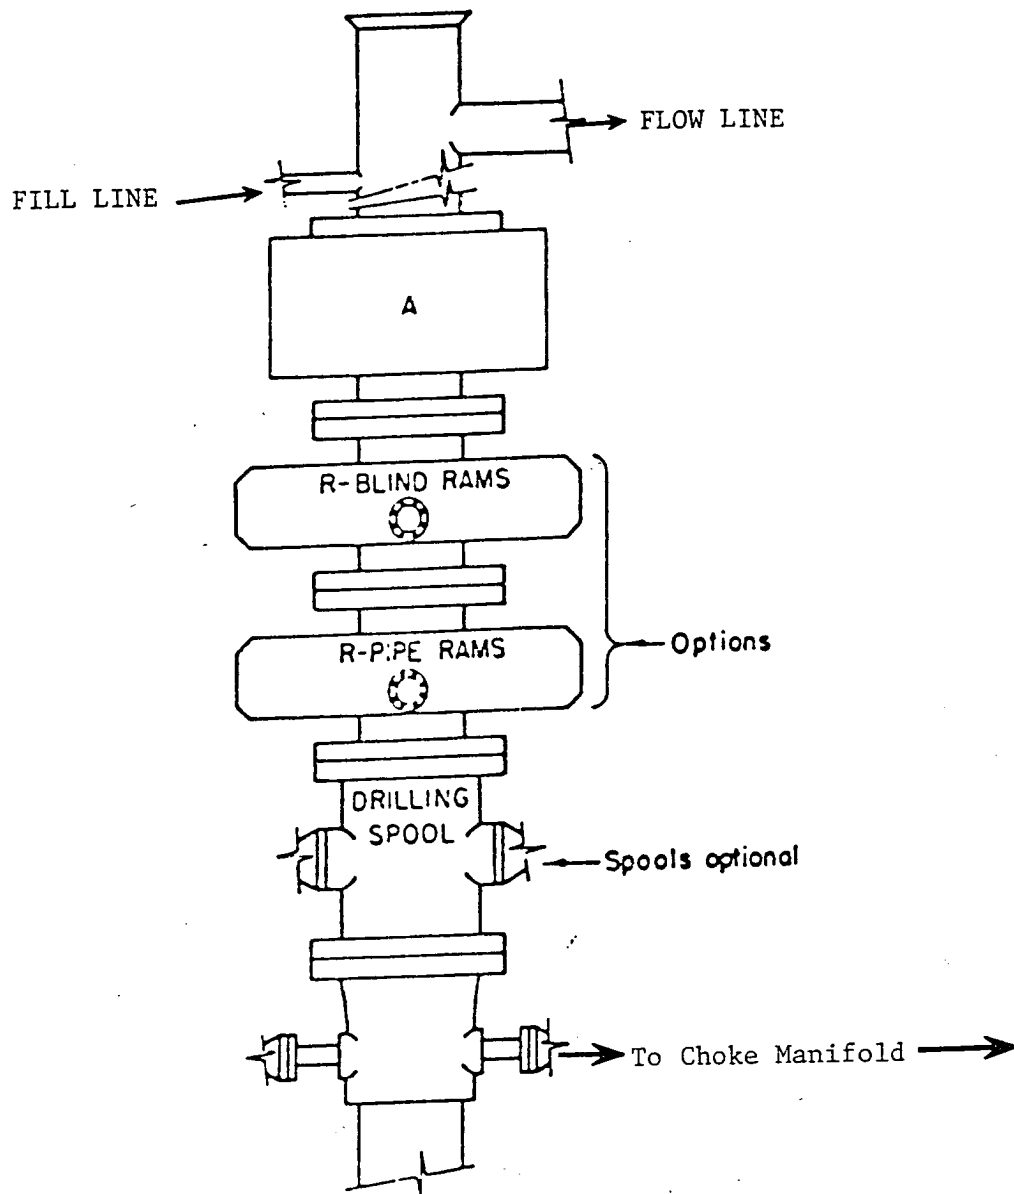 FLOW LINE
FILL LINE
A
R-BLIND RAMS
R-PIPE RAMS
Options
DRILLING
SPOOL
Spools optional
To Choke Manifold